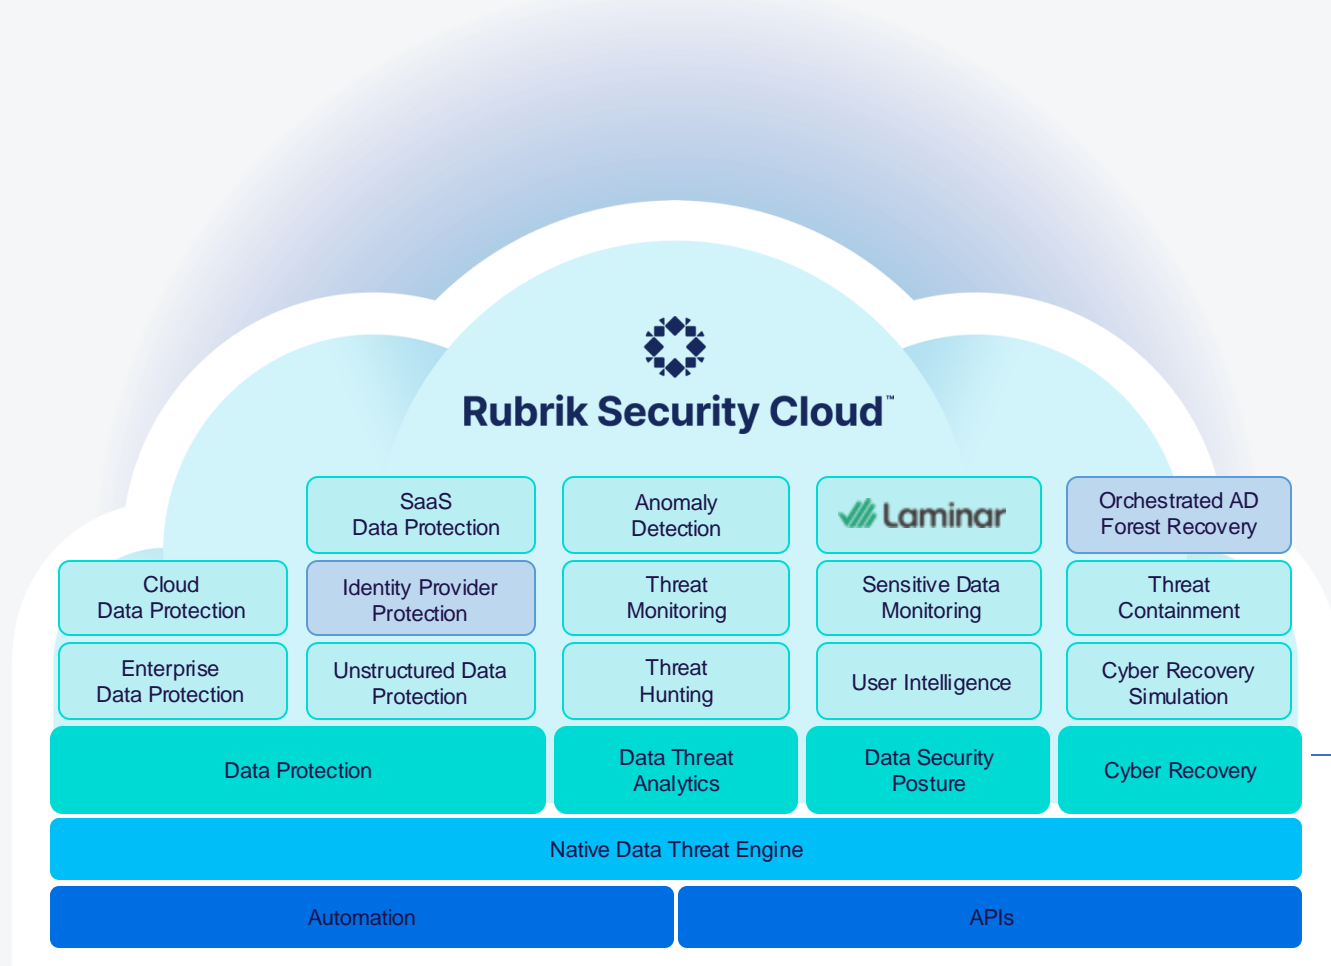 Rubrik Security Cloud™
SaaS
Data Protection
Anomaly
Detection
Laminar
Orchestrated AD
Forest Recovery
Cloud
Data Protection
Identity Provider
Protection
Threat
Monitoring
Sensitive Data
Monitoring
Threat
Containment
Enterprise
Data Protection
Unstructured Data
Protection
Threat
Hunting
User Intelligence
Cyber Recovery
Simulation
Data Protection
Data Threat
Analytics
Data Security
Posture
Cyber Recovery
Native Data Threat Engine
Automation
APIs